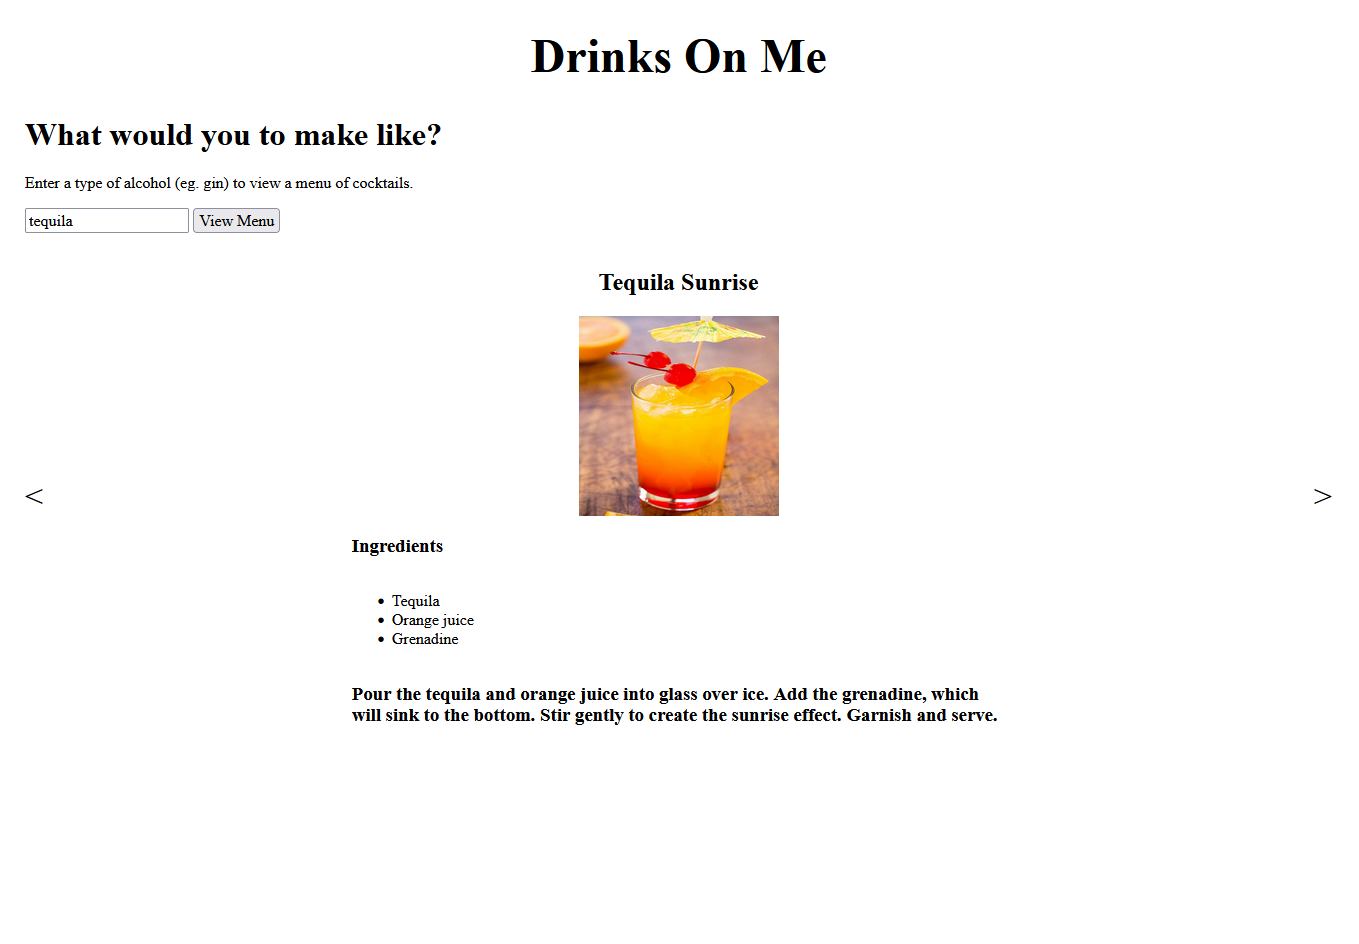 Drinks On Me
What would you to make like?
Enter a type of alcohol (eg. gin) to view a menu of cocktails.
tequila View Menu
Tequila Sunrise
< >
Ingredients
• Tequila
• Orange juice
• Grenadine
Pour the tequila and orange juice into glass over ice. Add the grenadine, which
will sink to the bottom. Stir gently to create the sunrise effect. Garnish and serve.